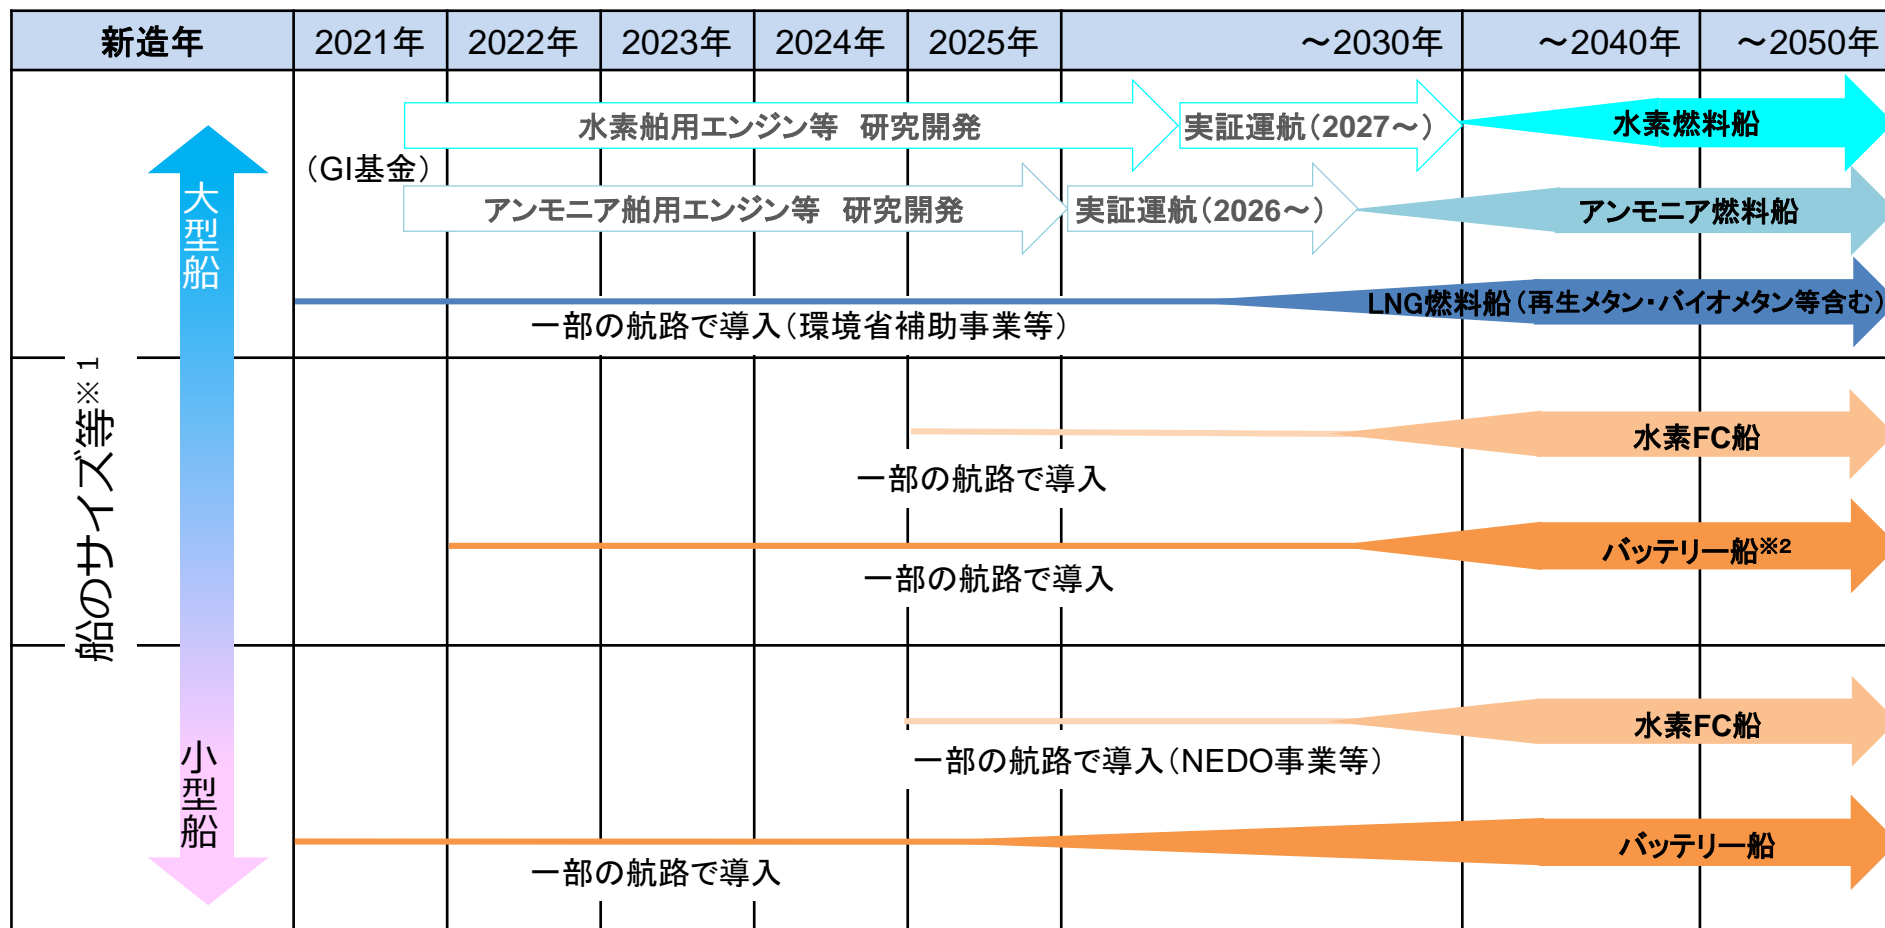 新造年 2021年 2022年 2023年 2024年 2025年 ～2030年 ～2040年 ～2050年
水素舶用エンジン等 研究開発 実証運航（2027～） 水素燃料船
（GI基金）
アンモニア舶用エンジン等 研究開発 実証運航（2026～） アンモニア燃料船
大型船
LNG燃料船（再生メタン・バイオメタン等含む）
一部の航路で導入（環境省補助事業等）
船のサイズ等※１
水素FC船
一部の航路で導入
バッテリー船※2
一部の航路で導入
水素FC船
一部の航路で導入（NEDO事業等）
小型船
バッテリー船
一部の航路で導入